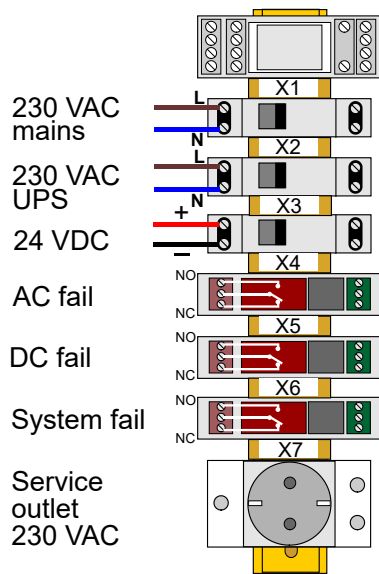 X1
L
230 VAC
mains
N
X2
L
230 VAC
UPS
N
X3
+
24 VDC
−
X4
NO
AC fail
NC
X5
NO
DC fail
NC
X6
NO
System fail
NC
X7
Service
outlet
230 VAC